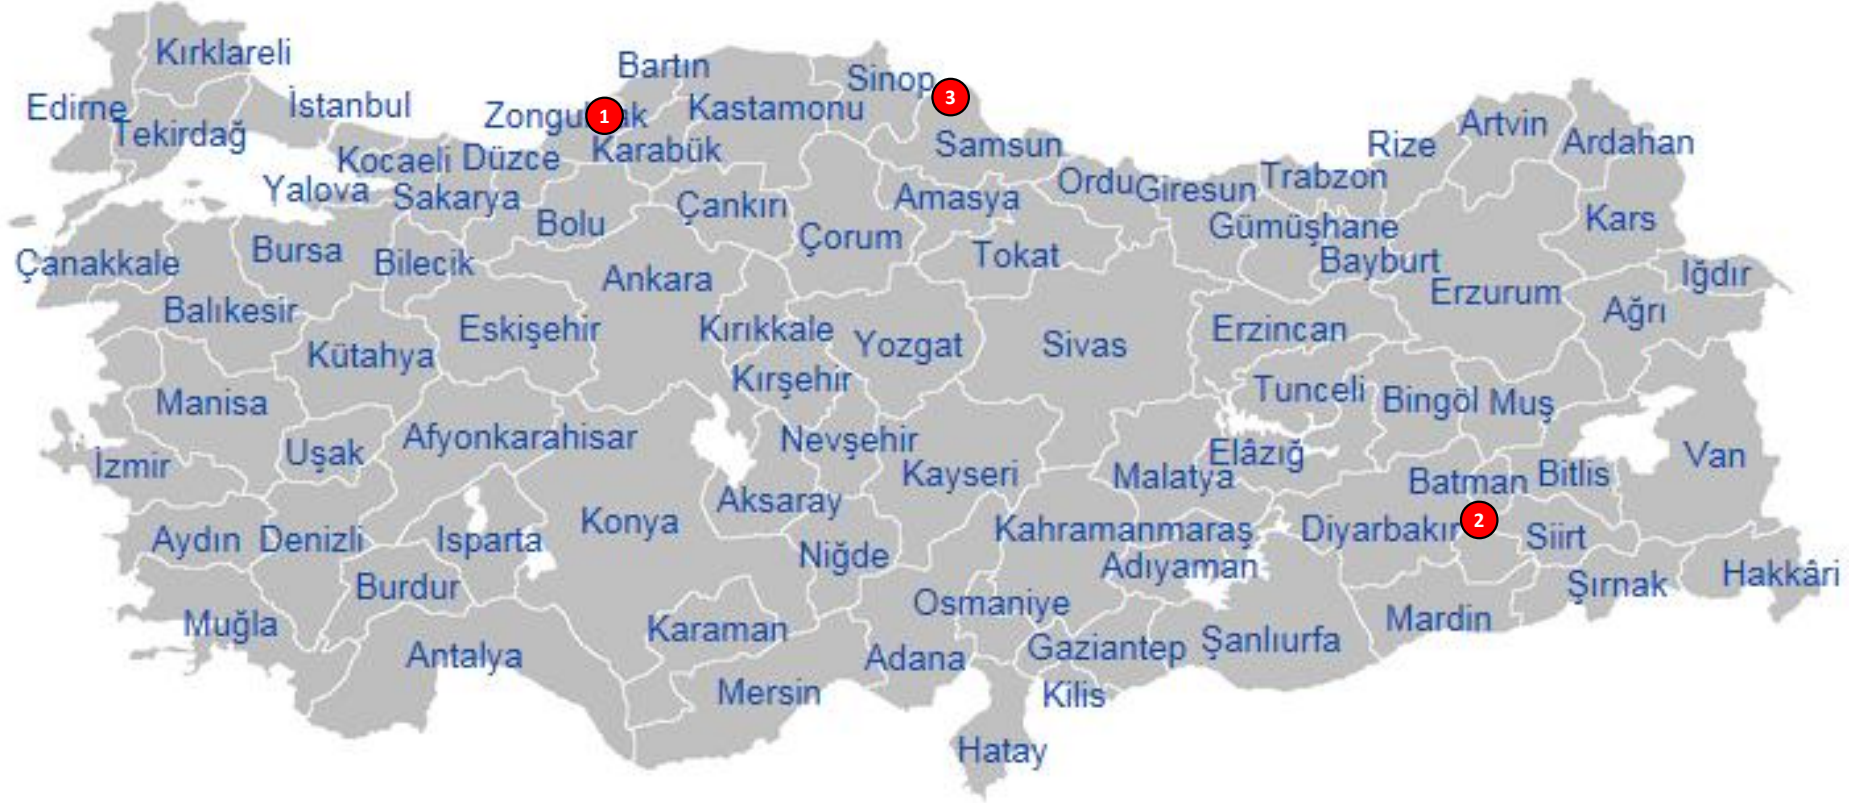 Kırklareli
Bartın
Sinop
3
Edirne
İstanbul
Zongu
1
k
Kastamonu
Tekirdağ
Artvin
Kocaeli
Düzce
Karabük
Samsun
Rize
Ardahan
Yalova
Sakarya
Bolu
Çankırı
Amasya
Ordu
Giresun
Trabzon
Çanakkale
Bursa
Bilecik
Ankara
Çorum
Tokat
Gümüşhane
Bayburt
Kars
Iğdır
Balıkesir
Kütahya
Eskişehir
Kırıkkale
Yozgat
Sivas
Erzincan
Erzurum
Ağrı
Manisa
Kırşehir
Tunceli
Bingöl
Muş
İzmir
Uşak
Afyonkarahisar
Nevşehir
Kayseri
Malatya
Elâzığ
Batman
Bitlis
Van
Aksaray
Aydın
Denizli
Isparta
Konya
Niğde
Kahramanmaraş
Adıyaman
Diyarbakır
2
Siirt
Muğla
Burdur
Karaman
Osmaniye
Mardin
Şırnak
Hakkâri
Antalya
Mersin
Adana
Gaziantep
Şanlıurfa
Kilis
Hatay